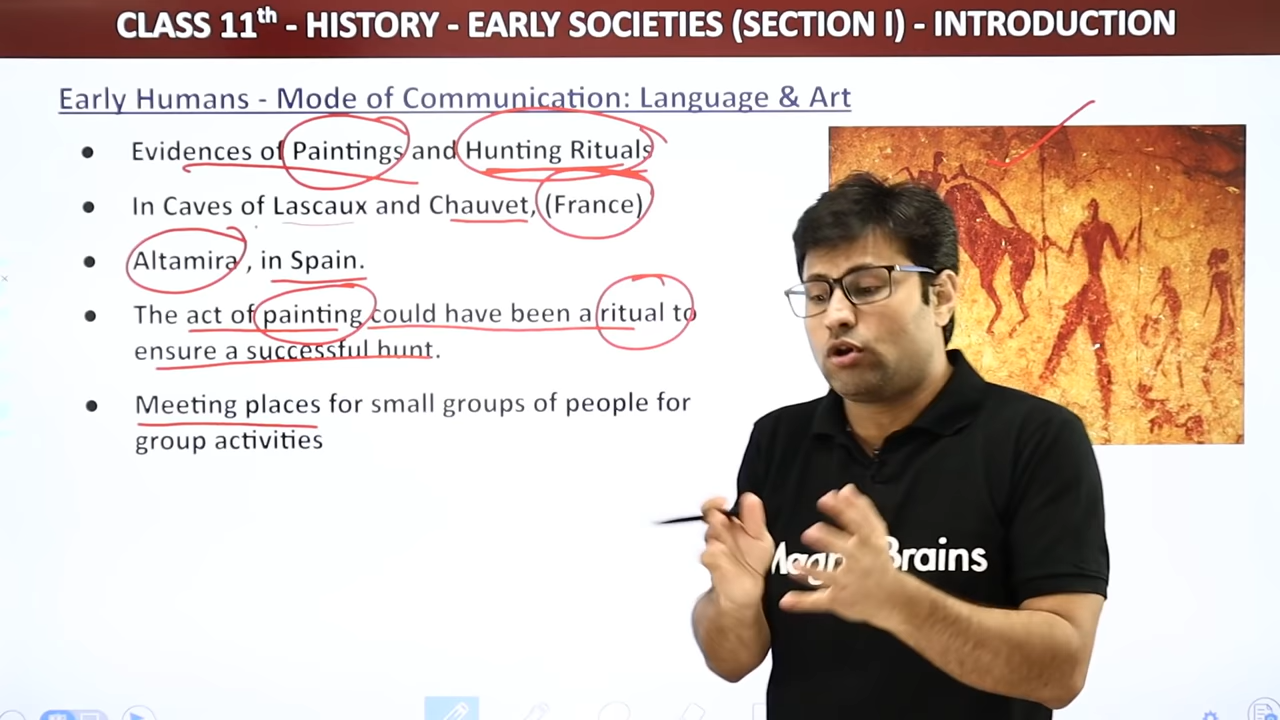 CLASS 11th - HISTORY - EARLY SOCIETIES (SECTION I) - INTRODUCTION
Early Humans - Mode of Communication: Language & Art
● Evidences of Paintings and Hunting Rituals
● In Caves of Lascaux and Chauvet, (France)
● Altamira , in Spain.
● The act of painting could have been a ritual to
ensure a successful hunt.
● Meeting places for small groups of people for
group activities
Magn Brains